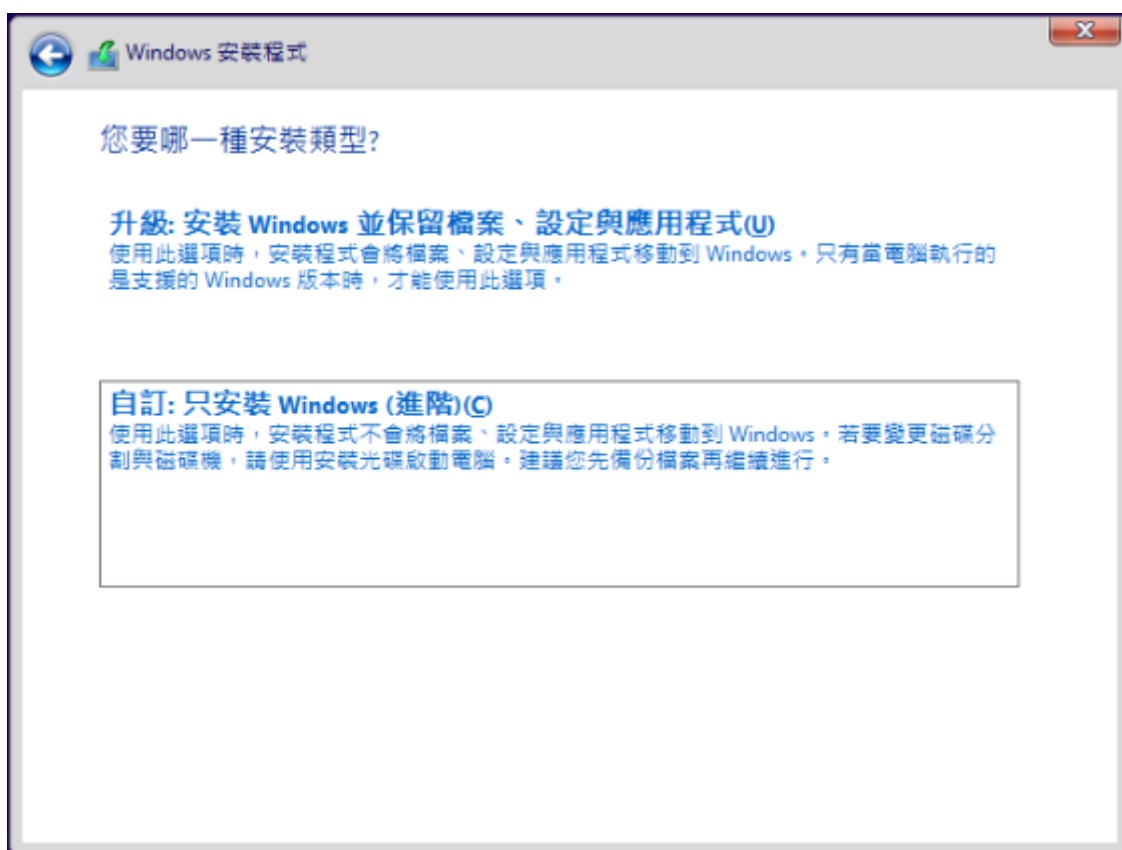 Windows 安裝程式
您要哪一種安裝類型?
升級: 安裝 Windows 並保留檔案、設定與應用程式(U)
使用此選項時，安裝程式會將檔案、設定與應用程式移動到 Windows。只有當電腦執行的
是支援的 Windows 版本時，才能使用此選項。
自訂: 只安裝 Windows (進階)(C)
使用此選項時，安裝程式不會將檔案、設定與應用程式移動到 Windows。若要變更磁碟分
割與磁碟機，請使用安裝光碟啟動電腦。建議您先備份檔案再繼續進行。